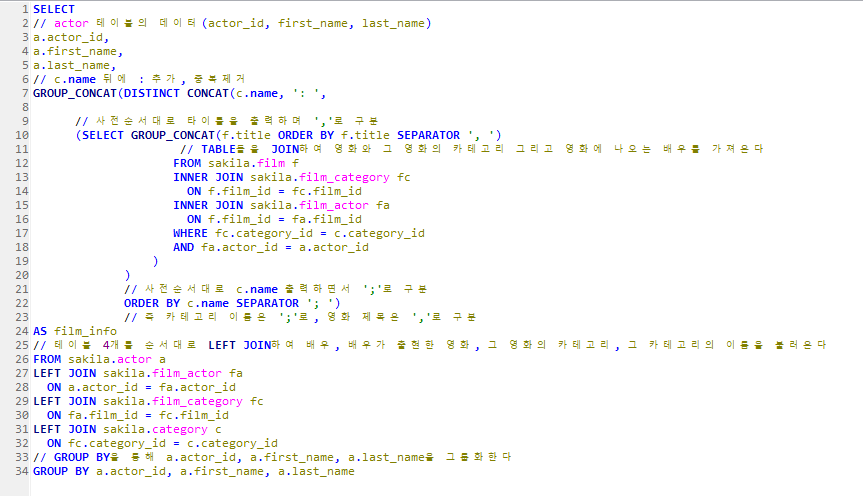 1 SELECT
2 // actor 테이블의 데이터(actor_id, first_name, last_name)
3 a.actor_id,
4 a.first_name,
5 a.last_name,
6 // c.name 뒤에 : 추가, 중복제거
7 GROUP_CONCAT(DISTINCT CONCAT(c.name, ': ',
8
9 // 사전순서대로 타이틀을 출력하며 ','로 구분
10 (SELECT GROUP_CONCAT(f.title ORDER BY f.title SEPARATOR ', ')
11 // TABLE들을 JOIN하여 영화와 그 영화의 카테고리 그리고 영화에 나오는 배우를 가져온다
12 FROM sakila.film f
13 INNER JOIN sakila.film_category fc
14 ON f.film_id = fc.film_id
15 INNER JOIN sakila.film_actor fa
16 ON f.film_id = fa.film_id
17 WHERE fc.category_id = c.category_id
18 AND fa.actor_id = a.actor_id
19 )
20 )
21 // 사전순서대로 c.name 출력하면서 ';'로 구분
22 ORDER BY c.name SEPARATOR '; ')
23 // 즉 카테고리 이름은 ';'로, 영화 제목은 ','로 구분
24 AS film_info
25 // 테이블 4개를 순서대로 LEFT JOIN하여 배우, 배우가 출현한 영화, 그 영화의 카테고리, 그 카테고리의 이름을 불러온다
26 FROM sakila.actor a
27 LEFT JOIN sakila.film_actor fa
28 ON a.actor_id = fa.actor_id
29 LEFT JOIN sakila.film_category fc
30 ON fa.film_id = fc.film_id
31 LEFT JOIN sakila.category c
32 ON fc.category_id = c.category_id
33 // GROUP BY을 통해 a.actor_id, a.first_name, a.last_name을 그룹화한다
34 GROUP BY a.actor_id, a.first_name, a.last_name